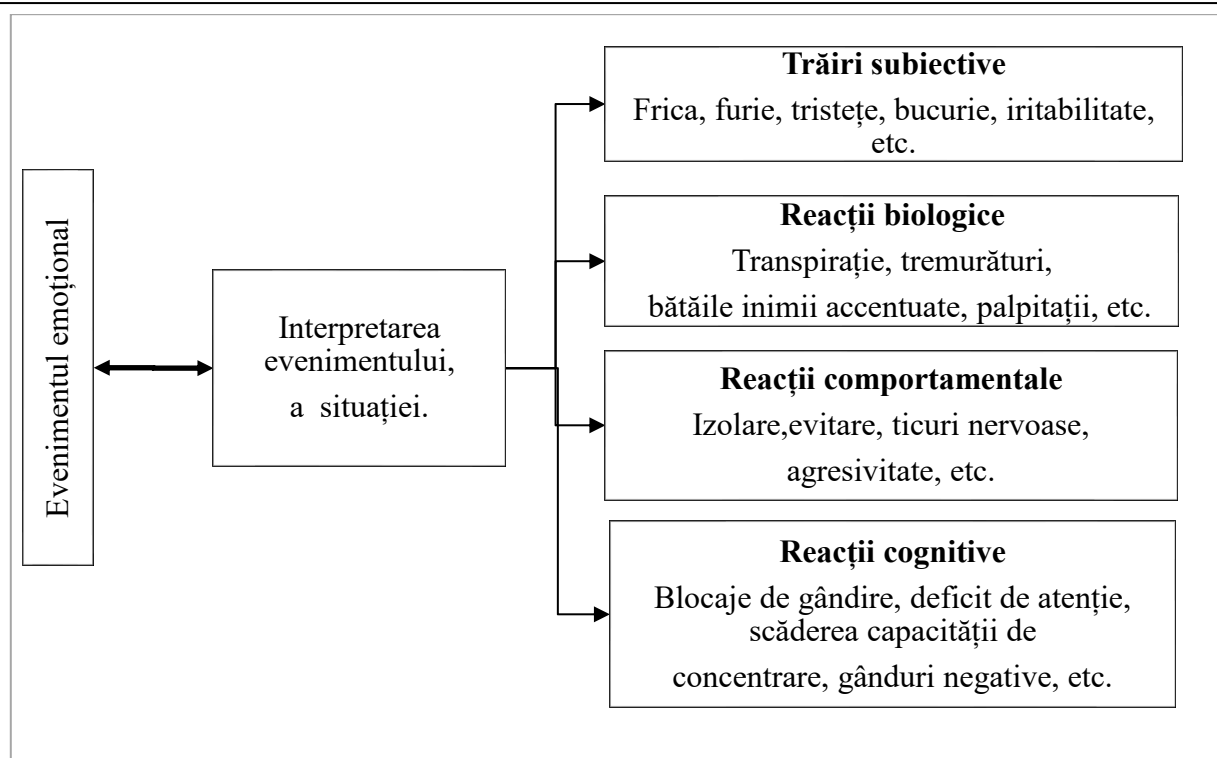 Evenimentul emoțional
Interpretarea
evenimentului,
a situației.
Trăiri subiective
Frica, furie, tristețe, bucurie, iritabilitate,
etc.
Reacții biologice
Transpirație, tremurături,
bătăile inimii accentuate, palpitații, etc.
Reacții comportamentale
Izolare,evitare, ticuri nervoase,
agresivitate, etc.
Reacții cognitive
Blocaje de gândire, deficit de atenție,
scăderea capacității de
concentrare, gânduri negative, etc.